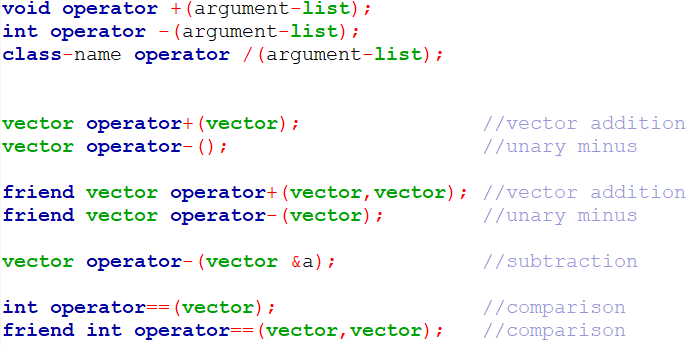 void operator +(argument-list);
int operator -(argument-list);
class-name operator /(argument-list);
vector operator+(vector); //vector addition
vector operator-(); //unary minus
friend vector operator+(vector,vector); //vector addition
friend vector operator-(vector); //unary minus
vector operator-(vector &a); //subtraction
int operator==(vector); //comparison
friend int operator==(vector,vector); //comparison